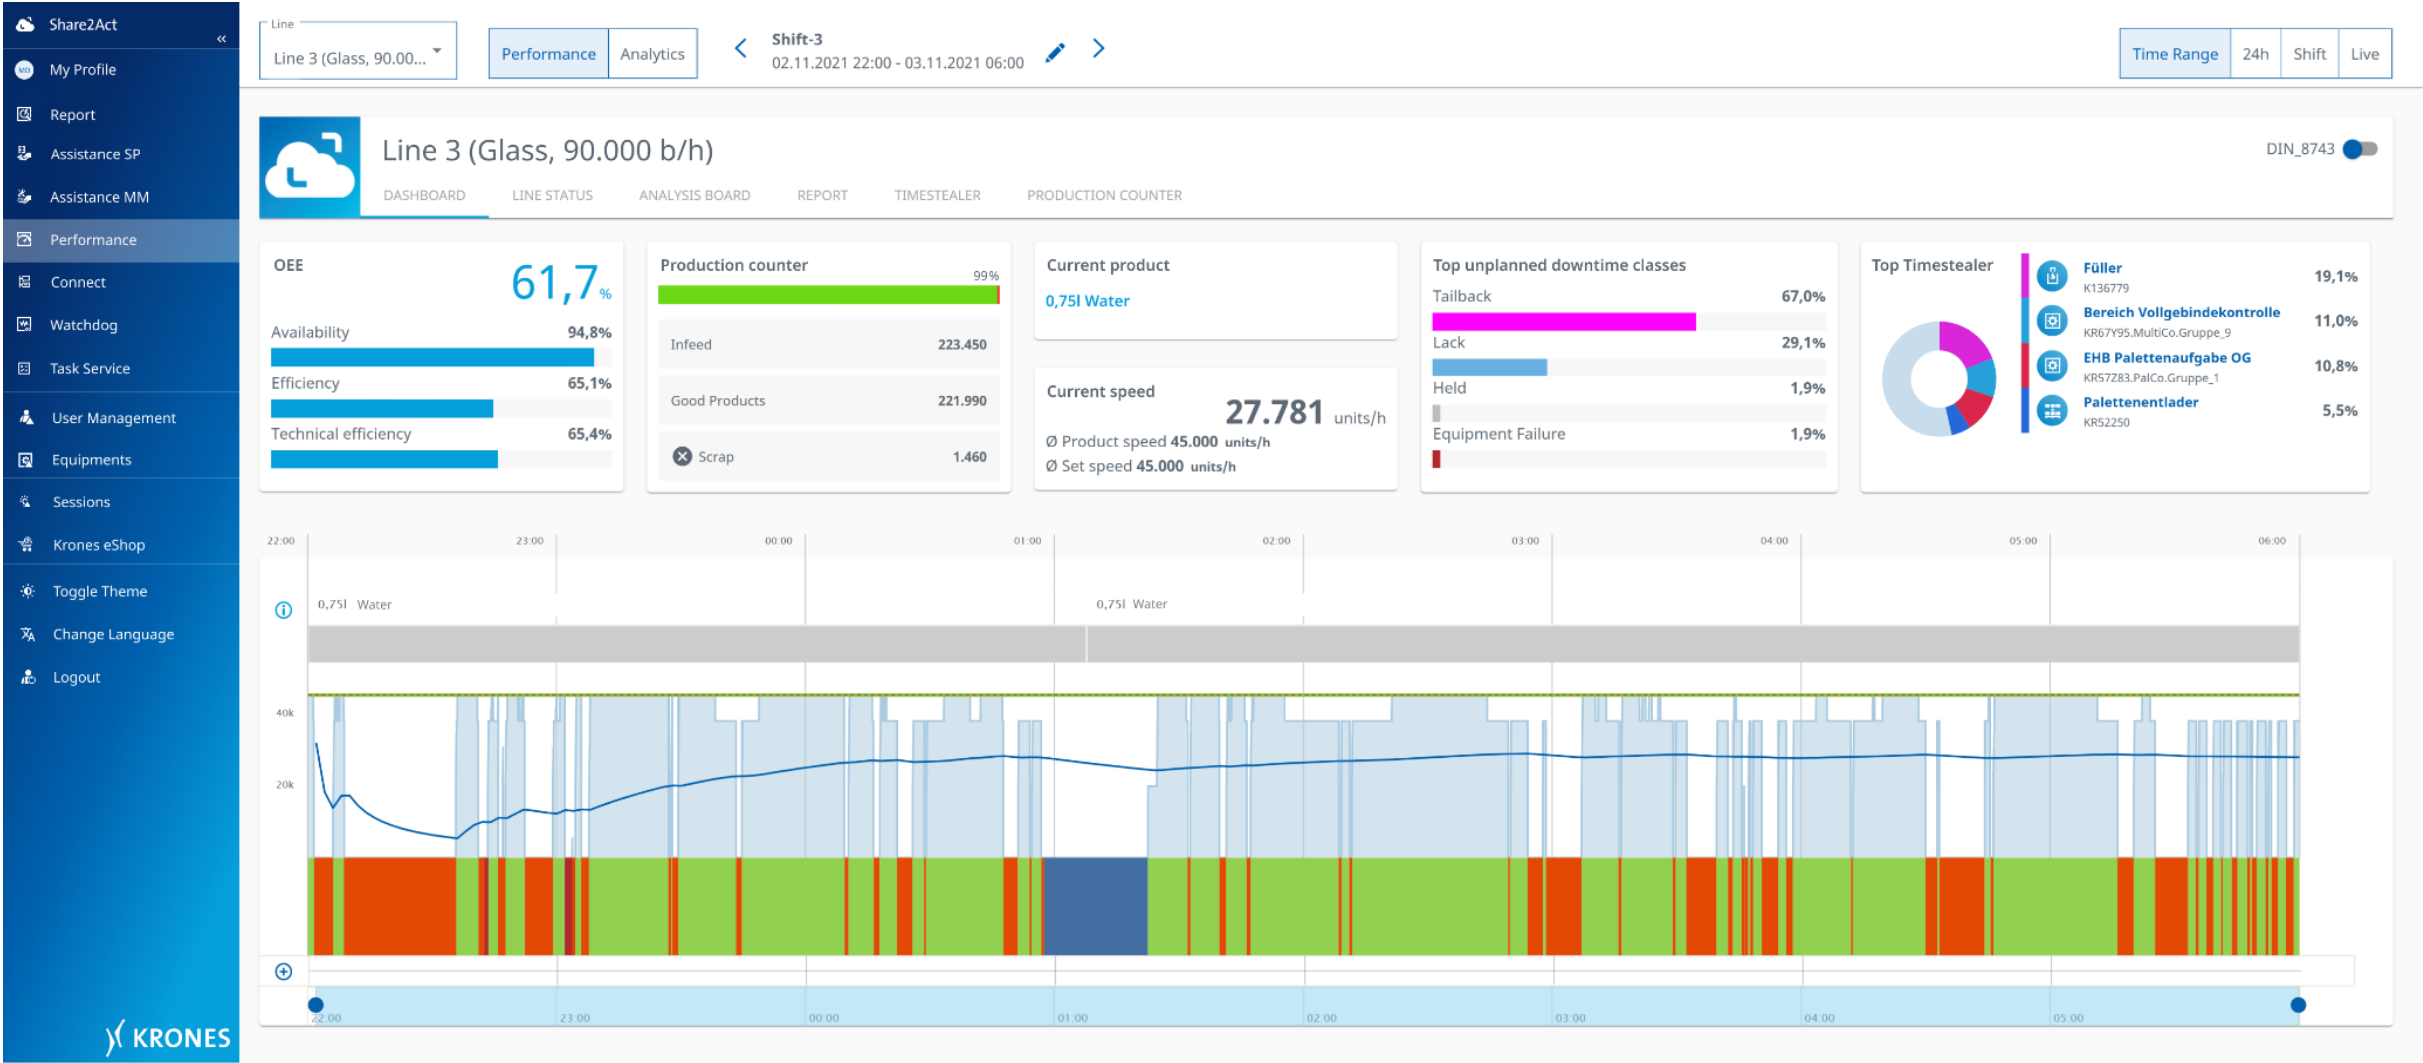 Share2Act
«
MD My Profile
Report
Assistance SP
Assistance MM
Performance
Connect
Watchdog
Task Service
User Management
Equipments
Sessions
Krones eShop
Toggle Theme
Change Language
Logout
KRONES
Line
Line 3 (Glass, 90.00...
Performance Analytics
Shift-3
02.11.2021 22:00 - 03.11.2021 06:00
Time Range 24h Shift Live
Line 3 (Glass, 90.000 b/h)
DIN_8743
DASHBOARD LINE STATUS ANALYSIS BOARD REPORT TIMESTEALER PRODUCTION COUNTER
OEE
61,7 %
Availability 94,8%
Efficiency 65,1%
Technical efficiency 65,4%
Production counter
99%
Infeed 223.450
Good Products 221.990
Scrap 1.460
Current product
0,75l Water
Current speed
27.781 units/h
Ø Product speed 45.000 units/h
Ø Set speed 45.000 units/h
Top unplanned downtime classes
Tailback 67,0%
Lack 29,1%
Held 1,9%
Equipment Failure 1,9%
Top Timestealer
Füller
K136779
19,1%
Bereich Vollgebindekontrolle
KR67Y95.MultiCo.Gruppe_9
11,0%
EHB Palettenaufgabe OG
KR57Z83.PalCo.Gruppe_1
10,8%
Palettenentlader
KR52250
5,5%
22:00 23:00 00:00 01:00 02:00 03:00 04:00 05:00 06:00
0,75l Water 0,75l Water
40k
20k
22:00 23:00 00:00 01:00 02:00 03:00 04:00 05:00